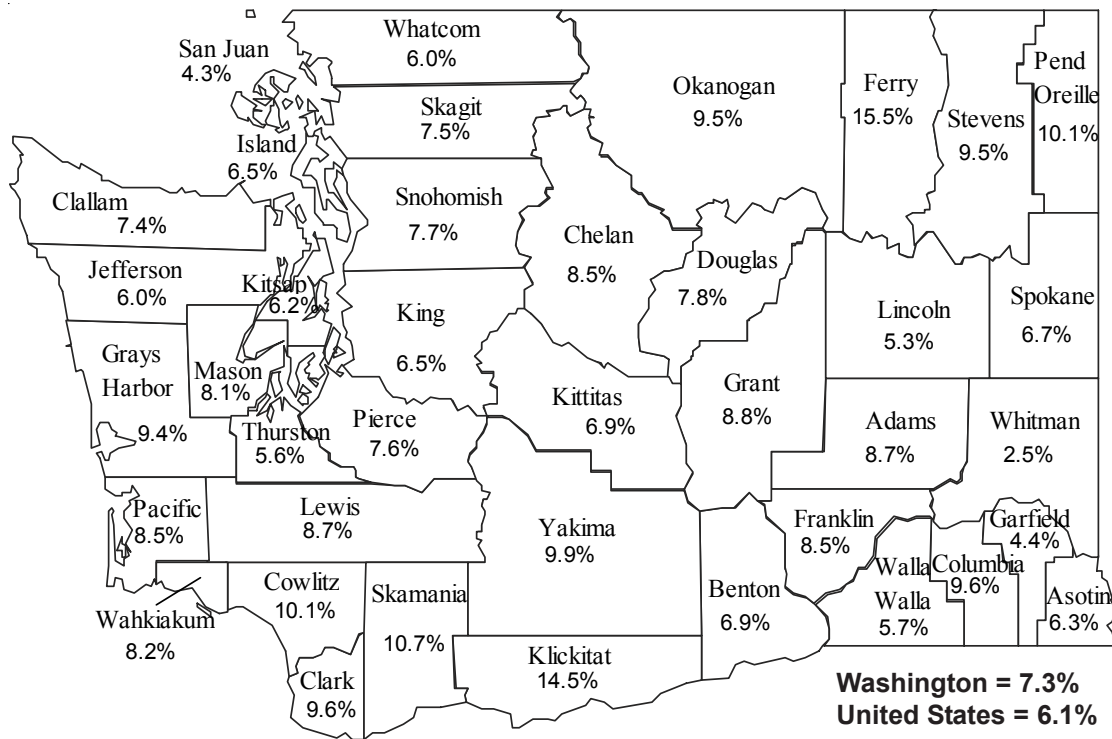 Whatcom
6.0%
San Juan
4.3%
Skagit
7.5%
Island
6.5%
Okanogan
9.5%
Ferry
15.5%
Stevens
9.5%
Pend
Oreille
10.1%
Clallam
7.4%
Snohomish
7.7%
Chelan
8.5%
Douglas
7.8%
Jefferson
6.0%
Kitsap
6.2%
King
6.5%
Lincoln
5.3%
Spokane
6.7%
Grays
Harbor
9.4%
Mason
8.1%
Thurston
5.6%
Pierce
7.6%
Kittitas
6.9%
Grant
8.8%
Adams
8.7%
Whitman
2.5%
Pacific
8.5%
Lewis
8.7%
Yakima
9.9%
Franklin
8.5%
Garfield
4.4%
Wahkiakum
8.2%
Cowlitz
10.1%
Skamania
10.7%
Benton
6.9%
Walla
Walla
5.7%
Columbia
9.6%
Asotin
6.3%
Clark
9.6%
Klickitat
14.5%
Washington = 7.3%
United States = 6.1%